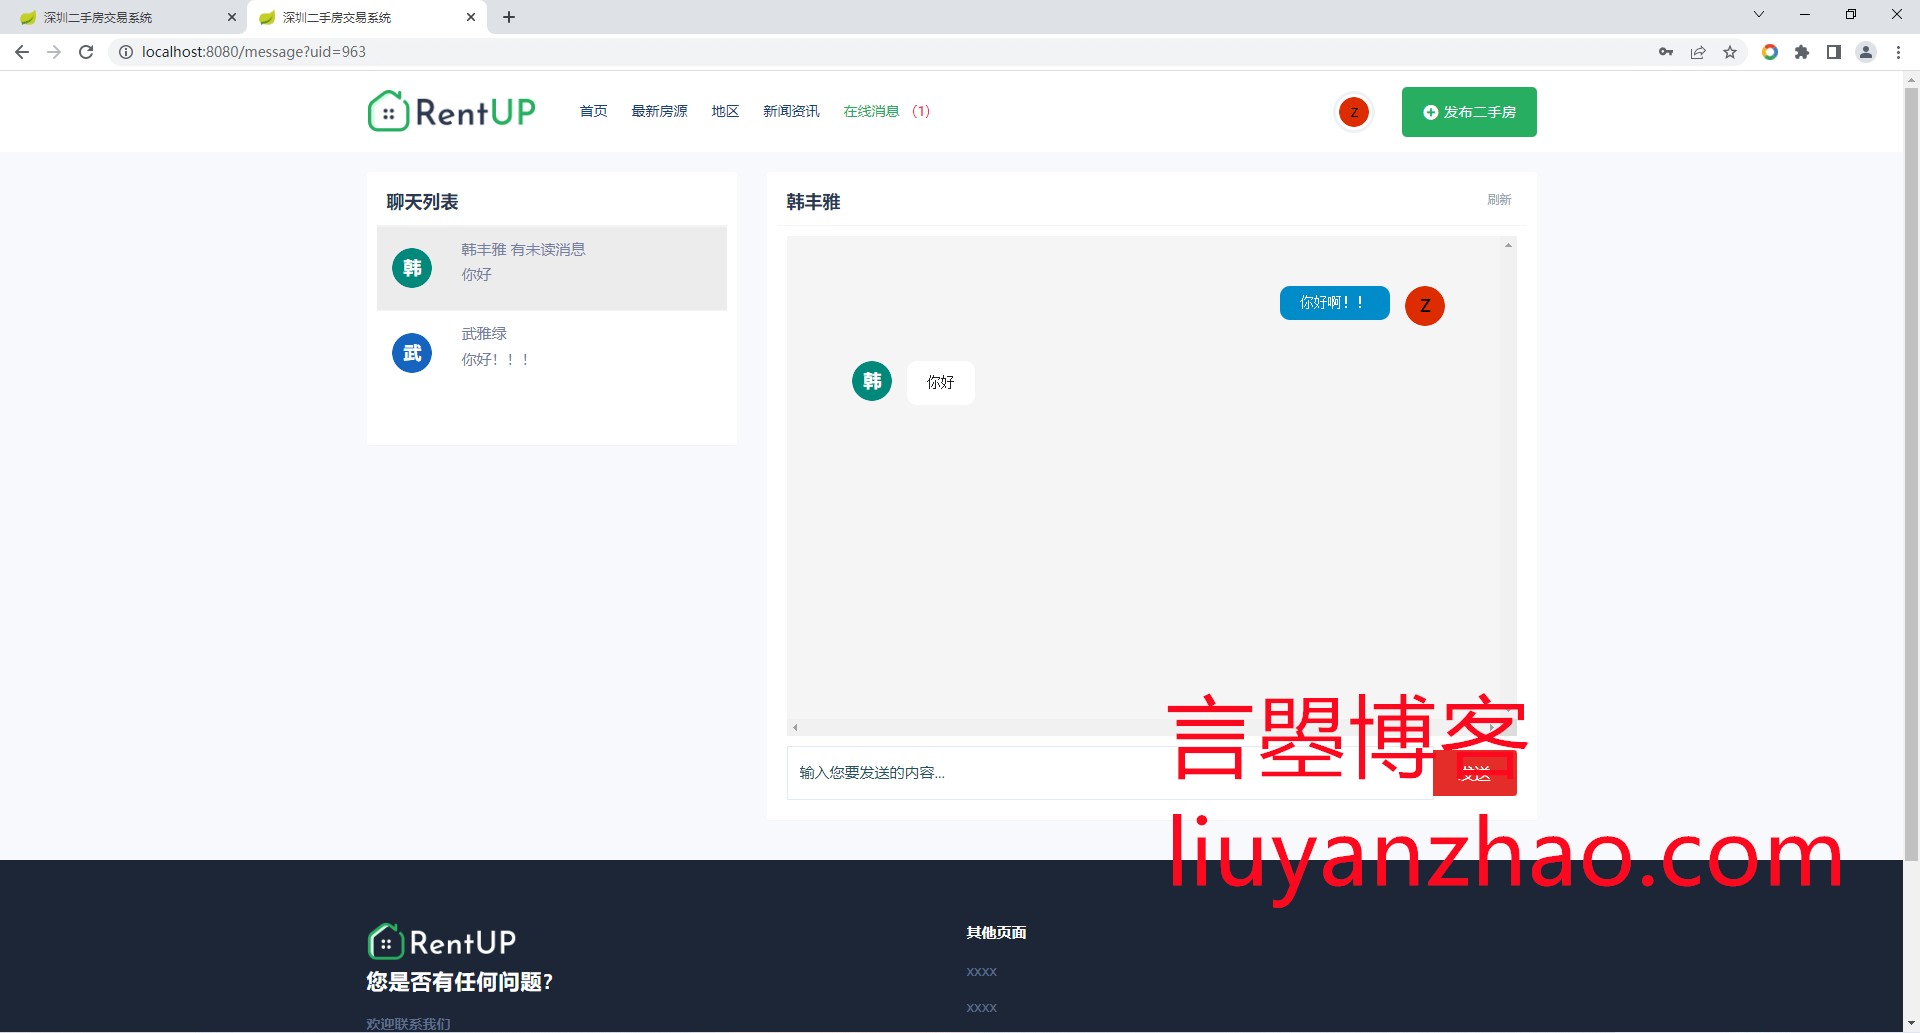 深圳二手房交易系统
深圳二手房交易系统
localhost:8080/message?uid=963
RentUP
首页 最新房源 地区 新闻资讯 在线消息 （1）
Z
发布二手房
聊天列表
韩
韩丰雅 有未读消息
你好
武
武雅绿
你好！！！
韩丰雅
刷新
你好啊！！
Z
韩
你好
输入您要发送的内容...
发送
言曌博客
liuyanzhao.com
RentUP
您是否有任何问题?
欢迎联系我们
其他页面
xxxx
xxxx